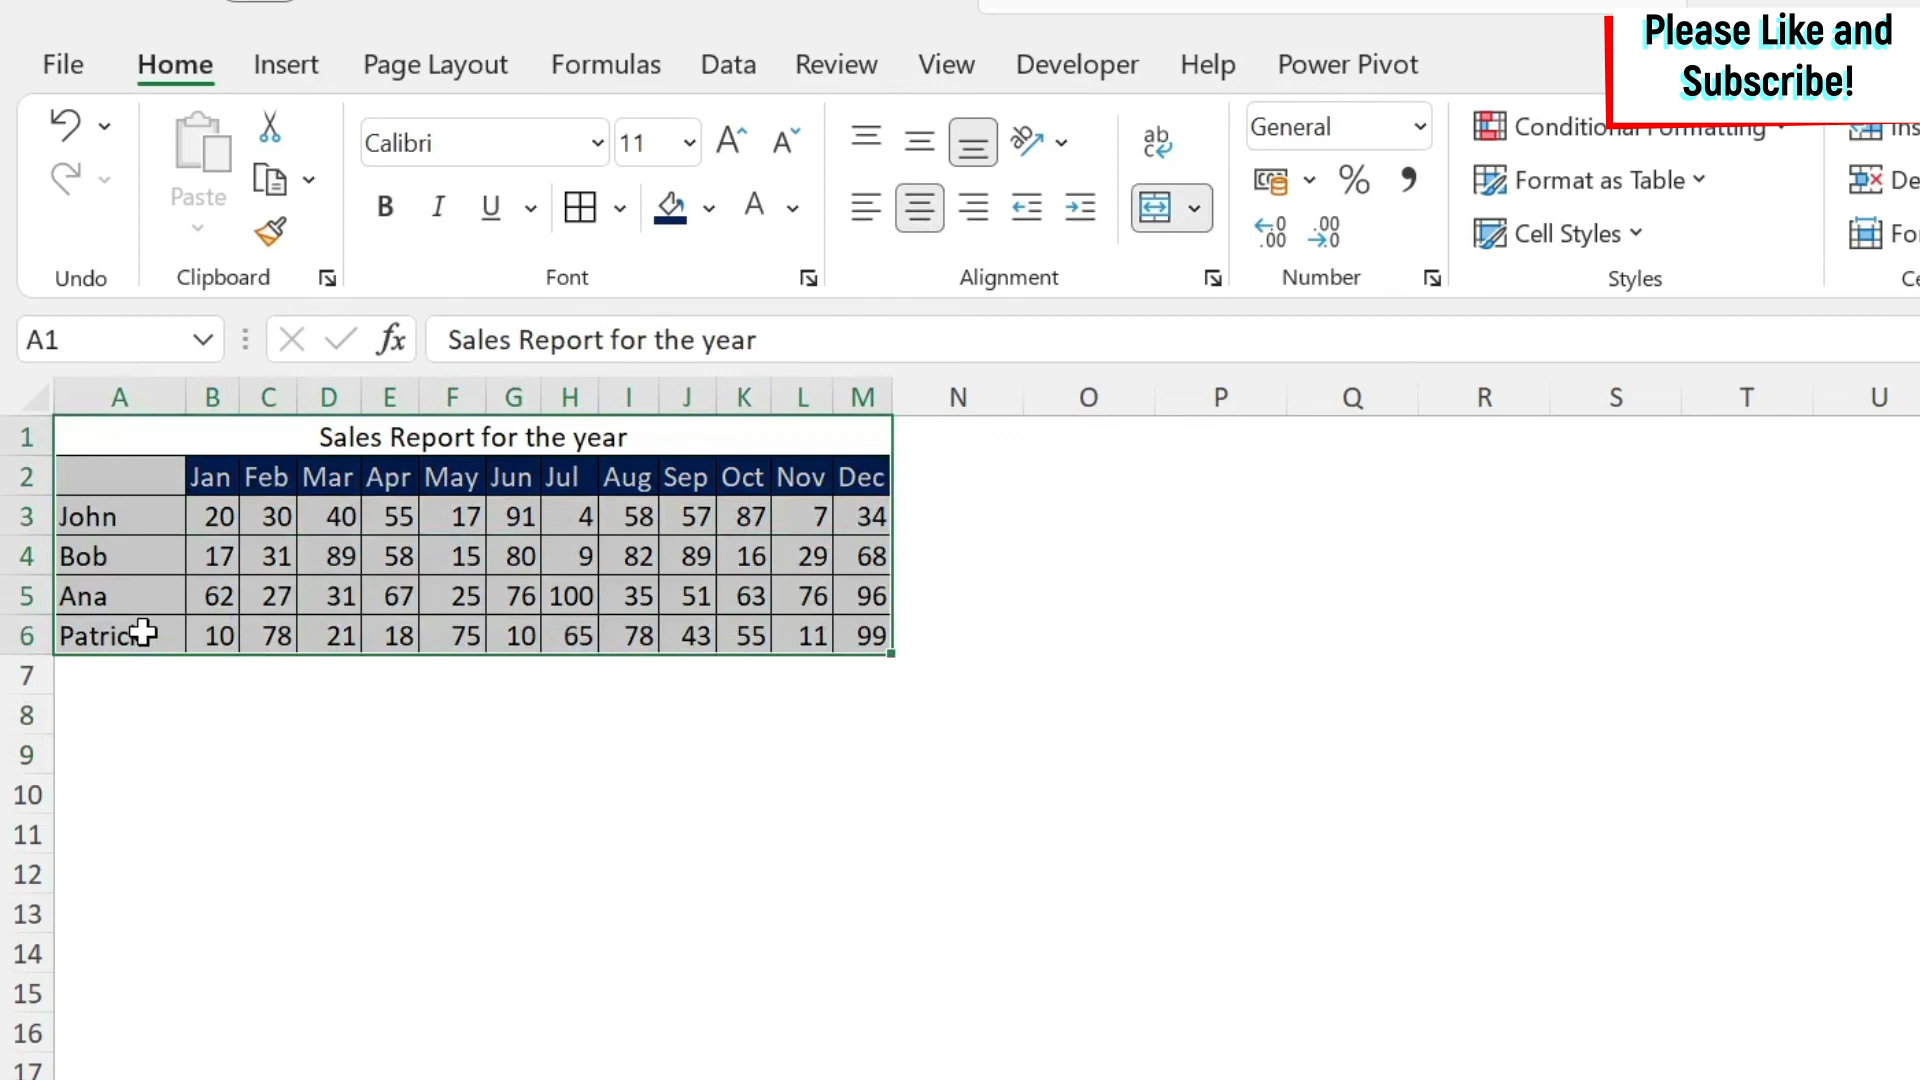 Please Like and
Subscribe!
File Home Insert Page Layout Formulas Data Review View Developer Help Power Pivot
Calibri 11 General Conditional Formatting
Paste Format as Table
B I U A Cell Styles
Undo Clipboard Font Alignment Number Styles
A1 fx Sales Report for the year
A B C D E F G H I J K L M N O P Q R S T U
1 Sales Report for the year
2 Jan Feb Mar Apr May Jun Jul Aug Sep Oct Nov Dec
3 John 20 30 40 55 17 91 4 58 57 87 7 34
4 Bob 17 31 89 58 15 80 9 82 89 16 29 68
5 Ana 62 27 31 67 25 76 100 35 51 63 76 96
6 Patric 10 78 21 18 75 10 65 78 43 55 11 99
7
8
9
10
11
12
13
14
15
16
17